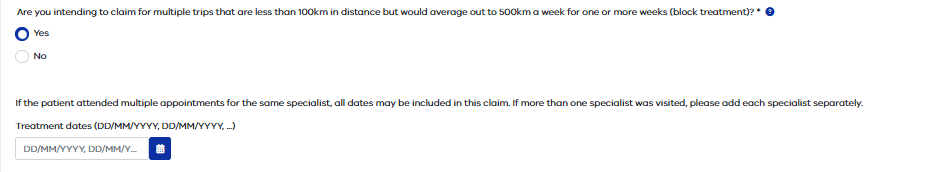 Are you intending to claim for multiple trips that are less than 100km in distance but would average out to 500km a week for one or more weeks (block treatment)? * ?
Yes
No
If the patient attended multiple appointments for the same specialist, all dates may be included in this claim. If more than one specialist was visited, please add each specialist separately.
Treatment dates (DD/MM/YYYY, DD/MM/YYYY, ...)
DD/MM/YYYY, DD/MM/Y...